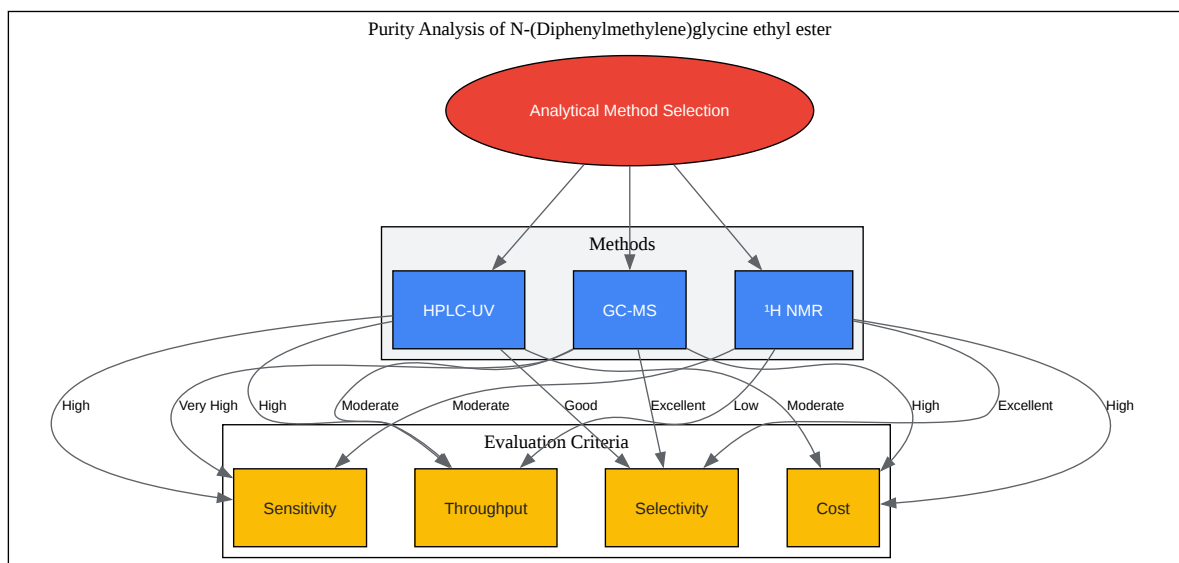 Purity Analysis of N-(Diphenylmethylene)glycine ethyl ester
Analytical Method Selection
Methods
HPLC-UV
GC-MS
¹H NMR
High
Very High
High
Moderate
Moderate
Good
Excellent
Low
Moderate
High
Excellent
High
Evaluation Criteria
Sensitivity
Throughput
Selectivity
Cost